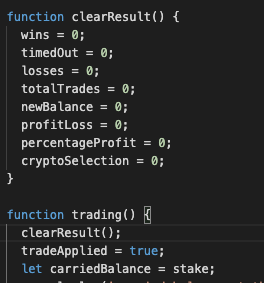 function clearResult() {
wins = 0;
timedOut = 0;
losses = 0;
totalTrades = 0;
newBalance = 0;
profitLoss = 0;
percentageProfit = 0;
cryptoSelection = 0;
}
function trading() {
clearResult();
tradeApplied = true;
let carriedBalance = stake;